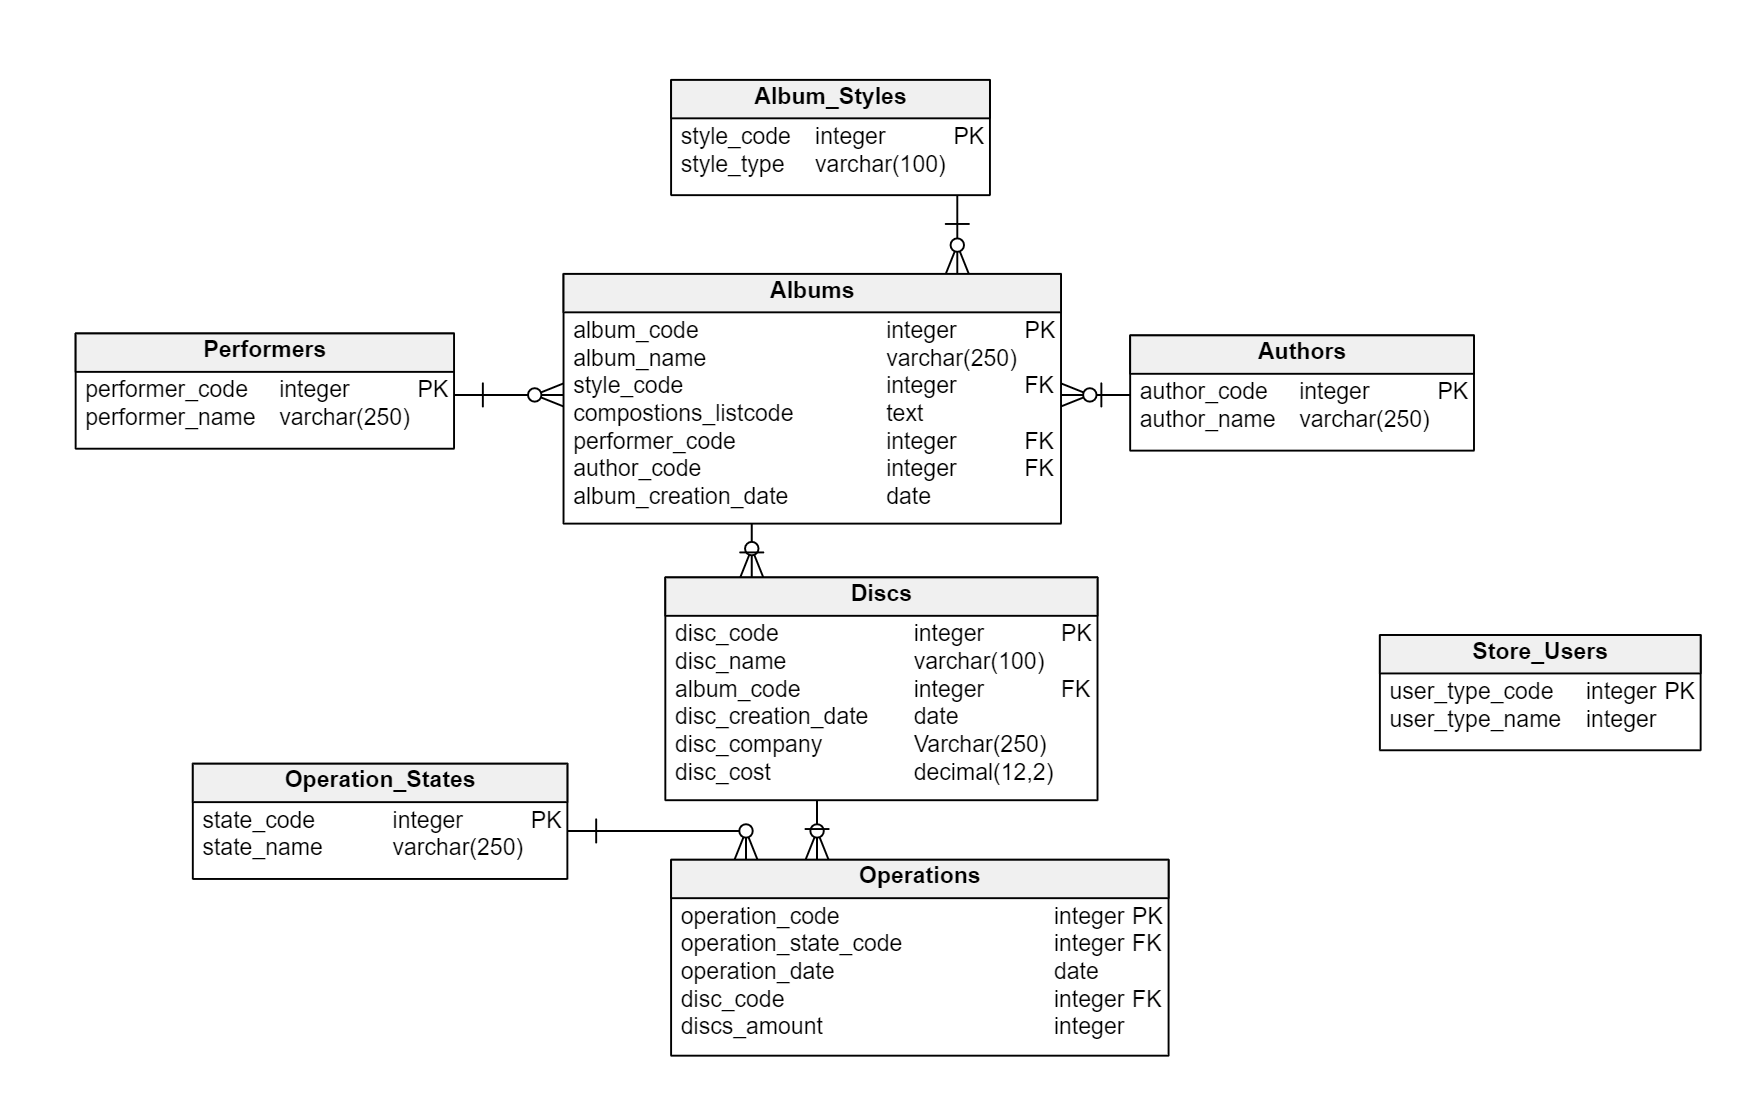 Album_Styles
style_code integer PK
style_type varchar(100)
Albums
album_code integer PK
album_name varchar(250)
style_code integer FK
compostions_listcode text
performer_code integer FK
author_code integer FK
album_creation_date date
Performers
performer_code integer PK
performer_name varchar(250)
Authors
author_code integer PK
author_name varchar(250)
Discs
disc_code integer PK
disc_name varchar(100)
album_code integer FK
disc_creation_date date
disc_company Varchar(250)
disc_cost decimal(12,2)
Store_Users
user_type_code integer PK
user_type_name integer
Operation_States
state_code integer PK
state_name varchar(250)
Operations
operation_code integer PK
operation_state_code integer FK
operation_date date
disc_code integer FK
discs_amount integer